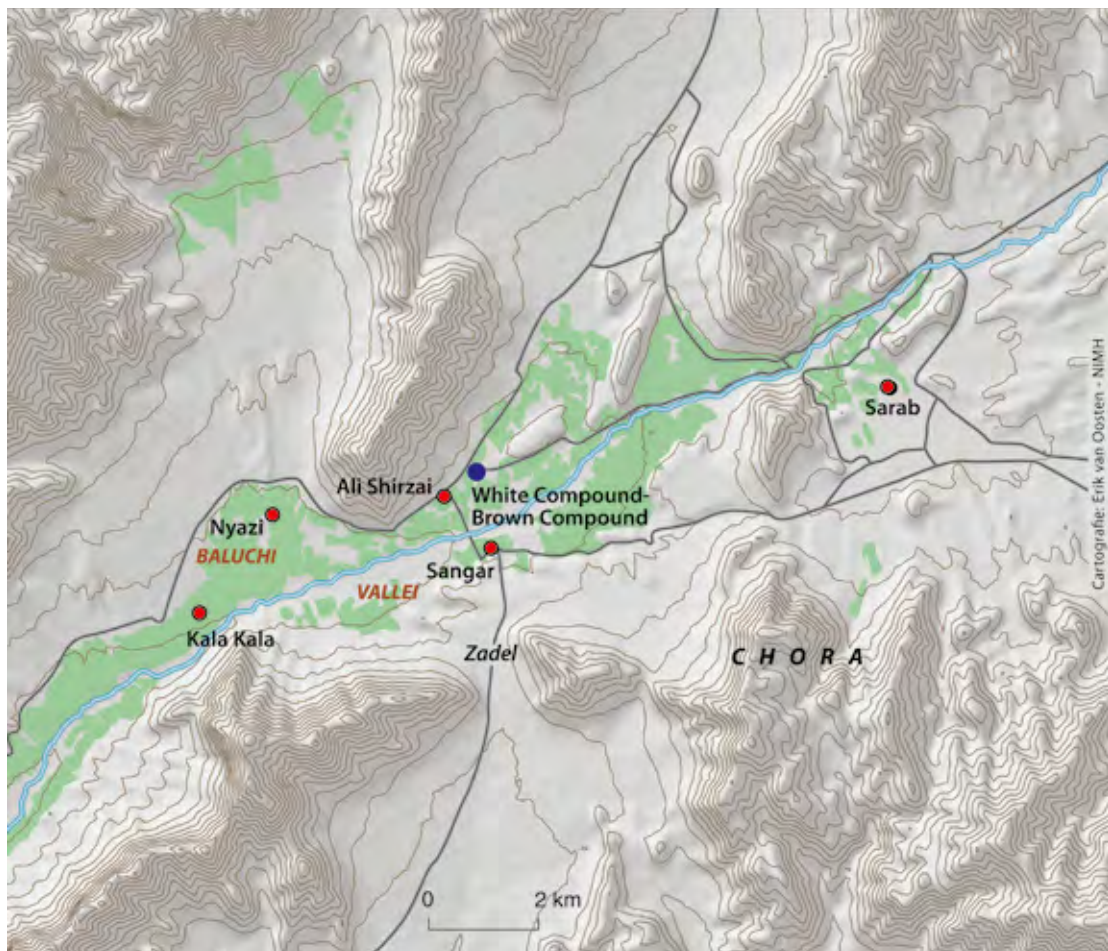 Ali Shirzai
White Compound-
Brown Compound
Sarab
Nyazi
BALUCHI
Sangar
VALLEI
Kala Kala
Zadel
CHORA
0 2 km
Cartografie: Erik van Oosten - NIMH